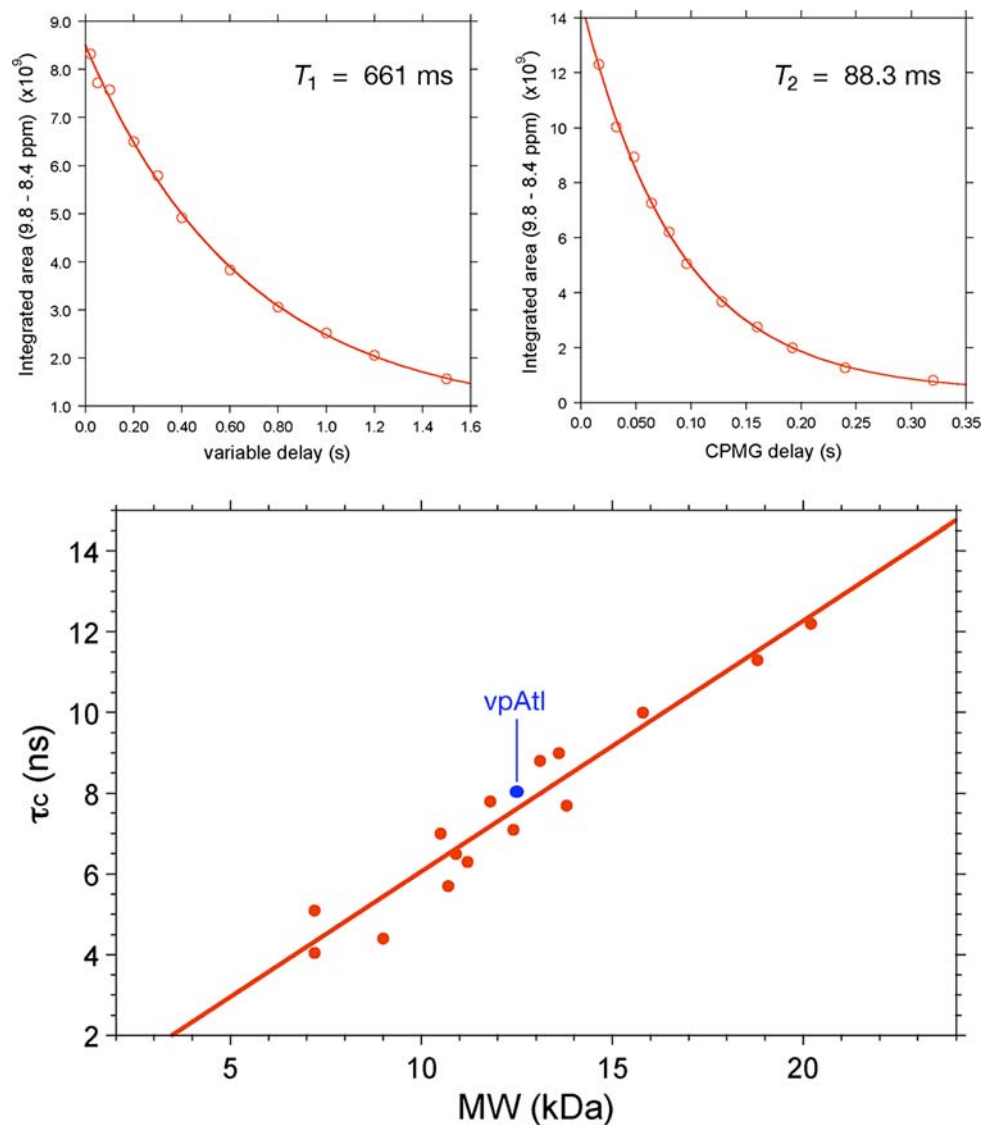 T₁ = 661 ms
Integrated area (9.8 - 8.4 ppm) (x10⁹)
9.0
8.0
7.0
6.0
5.0
4.0
3.0
2.0
1.0
0.0 0.20 0.40 0.60 0.80 1.0 1.2 1.4 1.6
variable delay (s)
T₂ = 88.3 ms
Integrated area (9.8 - 8.4 ppm) (x10⁹)
14
12
10
8
6
4
2
0
0.0 0.050 0.10 0.15 0.20 0.25 0.30 0.35
CPMG delay (s)
τc (ns)
14
12
10
8
6
4
2
vpAtl
5 10 15 20
MW (kDa)